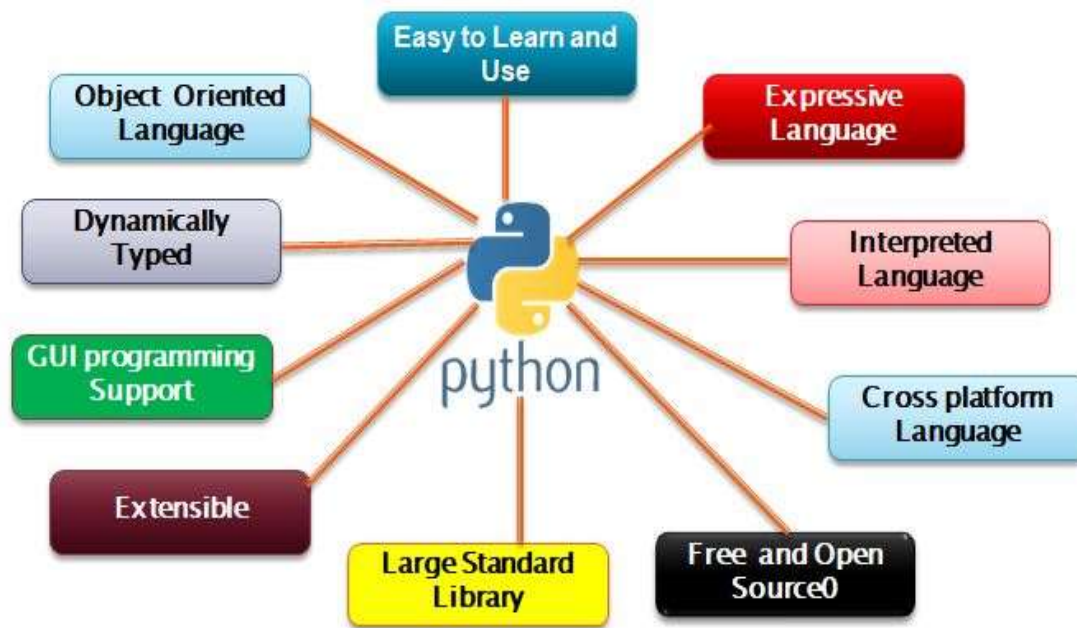 Easy to Learn and
Use
Expressive
Language
Interpreted
Language
Cross platform
Language
Free and Open
Source0
Large Standard
Library
Extensible
GUI programming
Support
Dynamically
Typed
Object Oriented
Language
python